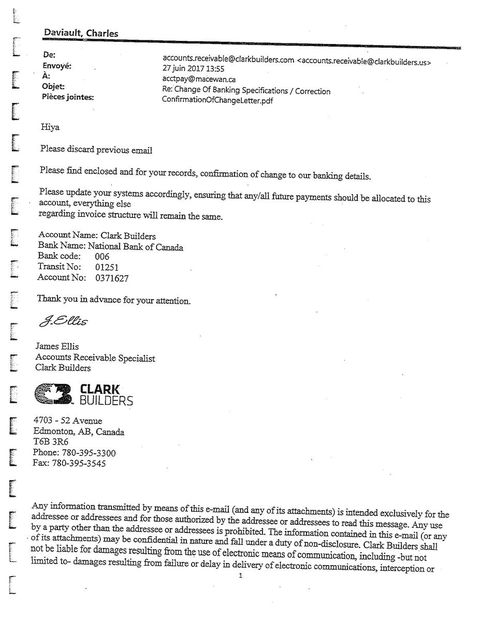 Daviault, Charles
De: accounts.receivable@clarkbuilders.com <accounts.receivable@clarkbuilders.us>
Envoyé: 27 juin 2017 13:55
À: acctpay@macewan.ca
Objet: Re: Change Of Banking Specifications / Correction
Pièces jointes: ConfirmationOfChangeLetter.pdf
Hiya
Please discard previous email
Please find enclosed and for your records, confirmation of change to our banking details.
Please update your systems accordingly, ensuring that any/all future payments should be allocated to this
account, everything else
regarding invoice structure will remain the same.
Account Name: Clark Builders
Bank Name: National Bank of Canada
Bank code: 006
Transit No: 01251
Account No: 0371627
Thank you in advance for your attention.
J.Ellis
James Ellis
Accounts Receivable Specialist
Clark Builders
CLARK
BUILDERS
4703 - 52 Avenue
Edmonton, AB, Canada
T6B 3R6
Phone: 780-395-3300
Fax: 780-395-3545
Any information transmitted by means of this e-mail (and any of its attachments) is intended exclusively for the
addressee or addressees and for those authorized by the addressee or addressees to read this message. Any use
by a party other than the addressee or addressees is prohibited. The information contained in this e-mail (or any
of its attachments) may be confidential in nature and fall under a duty of non-disclosure. Clark Builders shall
not be liable for damages resulting from the use of electronic means of communication, including -but not
limited to- damages resulting from failure or delay in delivery of electronic communications, interception or
1